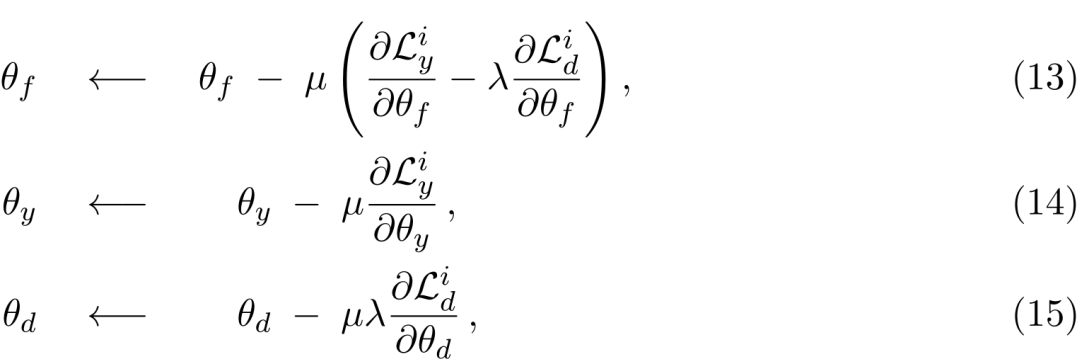 θ_f ⟵ θ_f − μ ( ∂ℒ_y^i / ∂θ_f − λ ∂ℒ_d^i / ∂θ_f ) , (13)
θ_y ⟵ θ_y − μ ∂ℒ_y^i / ∂θ_y , (14)
θ_d ⟵ θ_d − μλ ∂ℒ_d^i / ∂θ_d , (15)